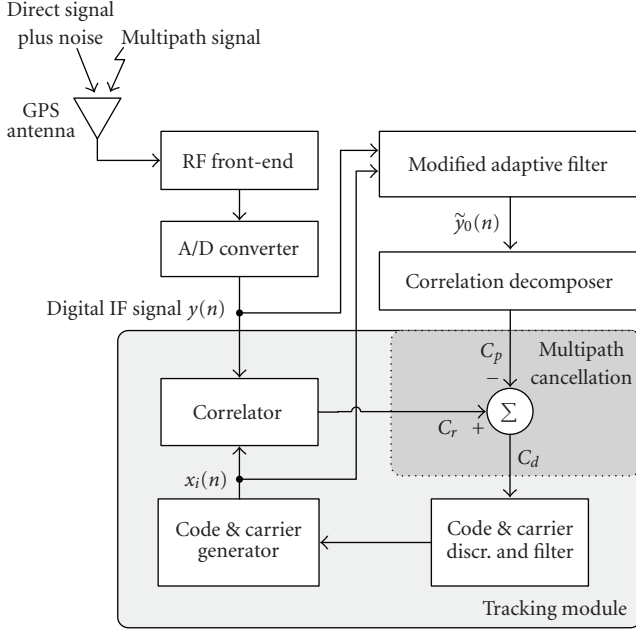 Direct signal
plus noise
Multipath signal
GPS
antenna
RF front-end
Modified adaptive filter
A/D converter
ỹ₀(n)
Correlation decomposer
Digital IF signal y(n)
Cₚ
Multipath
cancellation
−
Correlator
Σ
Cᵣ
+
xᵢ(n)
C_d
Code & carrier
generator
Code & carrier
discr. and filter
Tracking module